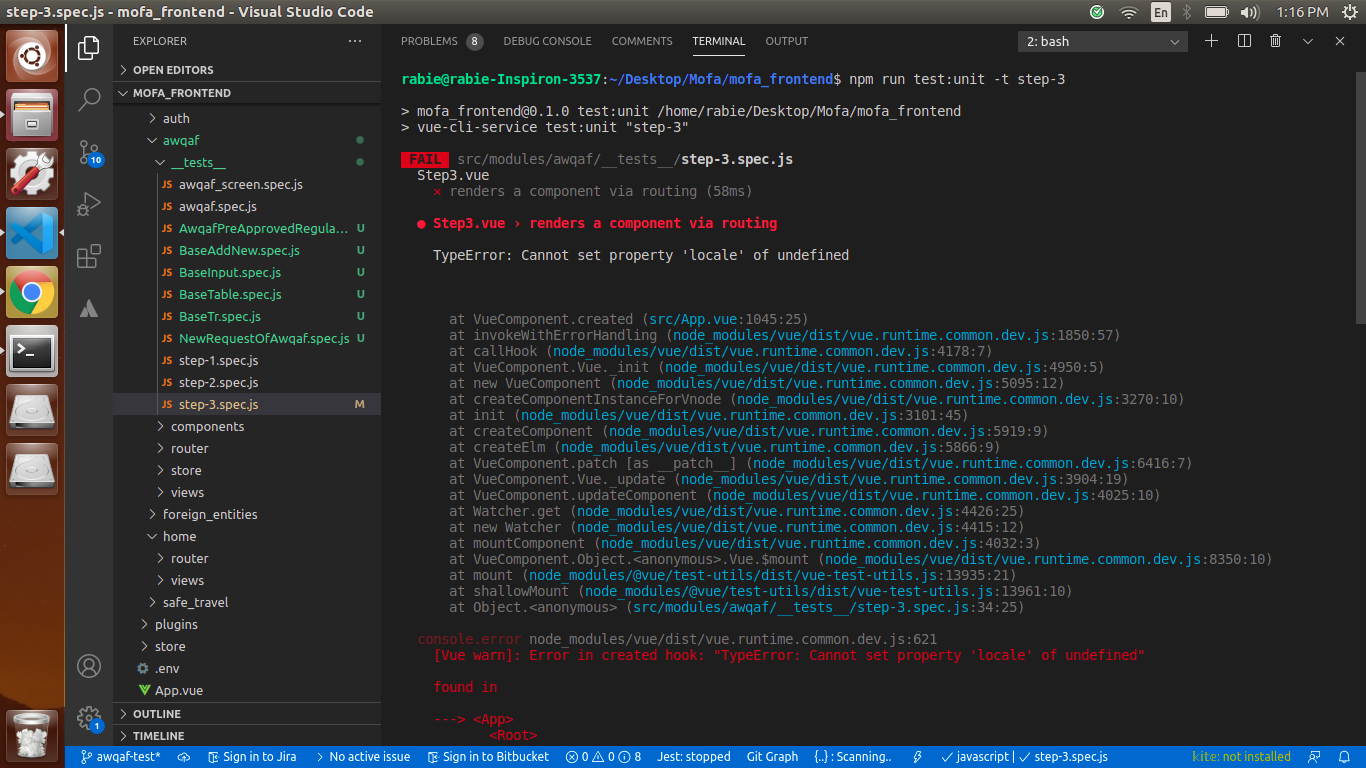 step-3.spec.js - mofa_frontend - Visual Studio Code
En
1:16 PM
EXPLORER
OPEN EDITORS
MOFA_FRONTEND
auth
awqaf
__tests__
JS awqaf_screen.spec.js
JS awqaf.spec.js
JS AwqafPreApprovedRegula... U
JS BaseAddNew.spec.js U
JS BaseInput.spec.js U
JS BaseTable.spec.js U
JS BaseTr.spec.js U
JS NewRequestOfAwqaf.spec.js U
JS step-1.spec.js
JS step-2.spec.js
JS step-3.spec.js M
components
router
store
views
foreign_entities
home
router
views
safe_travel
plugins
store
.env
App.vue
OUTLINE
TIMELINE
10
1
PROBLEMS 8 DEBUG CONSOLE COMMENTS TERMINAL OUTPUT
2: bash
rabie@rabie-Inspiron-3537:~/Desktop/Mofa/mofa_frontend$ npm run test:unit -t step-3
> mofa_frontend@0.1.0 test:unit /home/rabie/Desktop/Mofa/mofa_frontend
> vue-cli-service test:unit "step-3"
FAIL src/modules/awqaf/__tests__/step-3.spec.js
Step3.vue
✕ renders a component via routing (58ms)
● Step3.vue › renders a component via routing
TypeError: Cannot set property 'locale' of undefined
at VueComponent.created (src/App.vue:1045:25)
at invokeWithErrorHandling (node_modules/vue/dist/vue.runtime.common.dev.js:1850:57)
at callHook (node_modules/vue/dist/vue.runtime.common.dev.js:4178:7)
at VueComponent.Vue._init (node_modules/vue/dist/vue.runtime.common.dev.js:4950:5)
at new VueComponent (node_modules/vue/dist/vue.runtime.common.dev.js:5095:12)
at createComponentInstanceForVnode (node_modules/vue/dist/vue.runtime.common.dev.js:3270:10)
at init (node_modules/vue/dist/vue.runtime.common.dev.js:3101:45)
at createComponent (node_modules/vue/dist/vue.runtime.common.dev.js:5919:9)
at createElm (node_modules/vue/dist/vue.runtime.common.dev.js:5866:9)
at VueComponent.patch [as __patch__] (node_modules/vue/dist/vue.runtime.common.dev.js:6416:7)
at VueComponent.Vue._update (node_modules/vue/dist/vue.runtime.common.dev.js:3904:19)
at VueComponent.updateComponent (node_modules/vue/dist/vue.runtime.common.dev.js:4025:10)
at Watcher.get (node_modules/vue/dist/vue.runtime.common.dev.js:4426:25)
at new Watcher (node_modules/vue/dist/vue.runtime.common.dev.js:4415:12)
at mountComponent (node_modules/vue/dist/vue.runtime.common.dev.js:4032:3)
at VueComponent.Object.<anonymous>.Vue.$mount (node_modules/vue/dist/vue.runtime.common.dev.js:8350:10)
at mount (node_modules/@vue/test-utils/dist/vue-test-utils.js:13935:21)
at shallowMount (node_modules/@vue/test-utils/dist/vue-test-utils.js:13961:10)
at Object.<anonymous> (src/modules/awqaf/__tests__/step-3.spec.js:34:25)
console.error node_modules/vue/dist/vue.runtime.common.dev.js:621
[Vue warn]: Error in created hook: "TypeError: Cannot set property 'locale' of undefined"
found in
---> <App>
<Root>
awqaf-test* Sign in to Jira No active issue Sign in to Bitbucket 0 0 8 Jest: stopped Git Graph {..} : Scanning.. javascript | step-3.spec.js kite: not installed